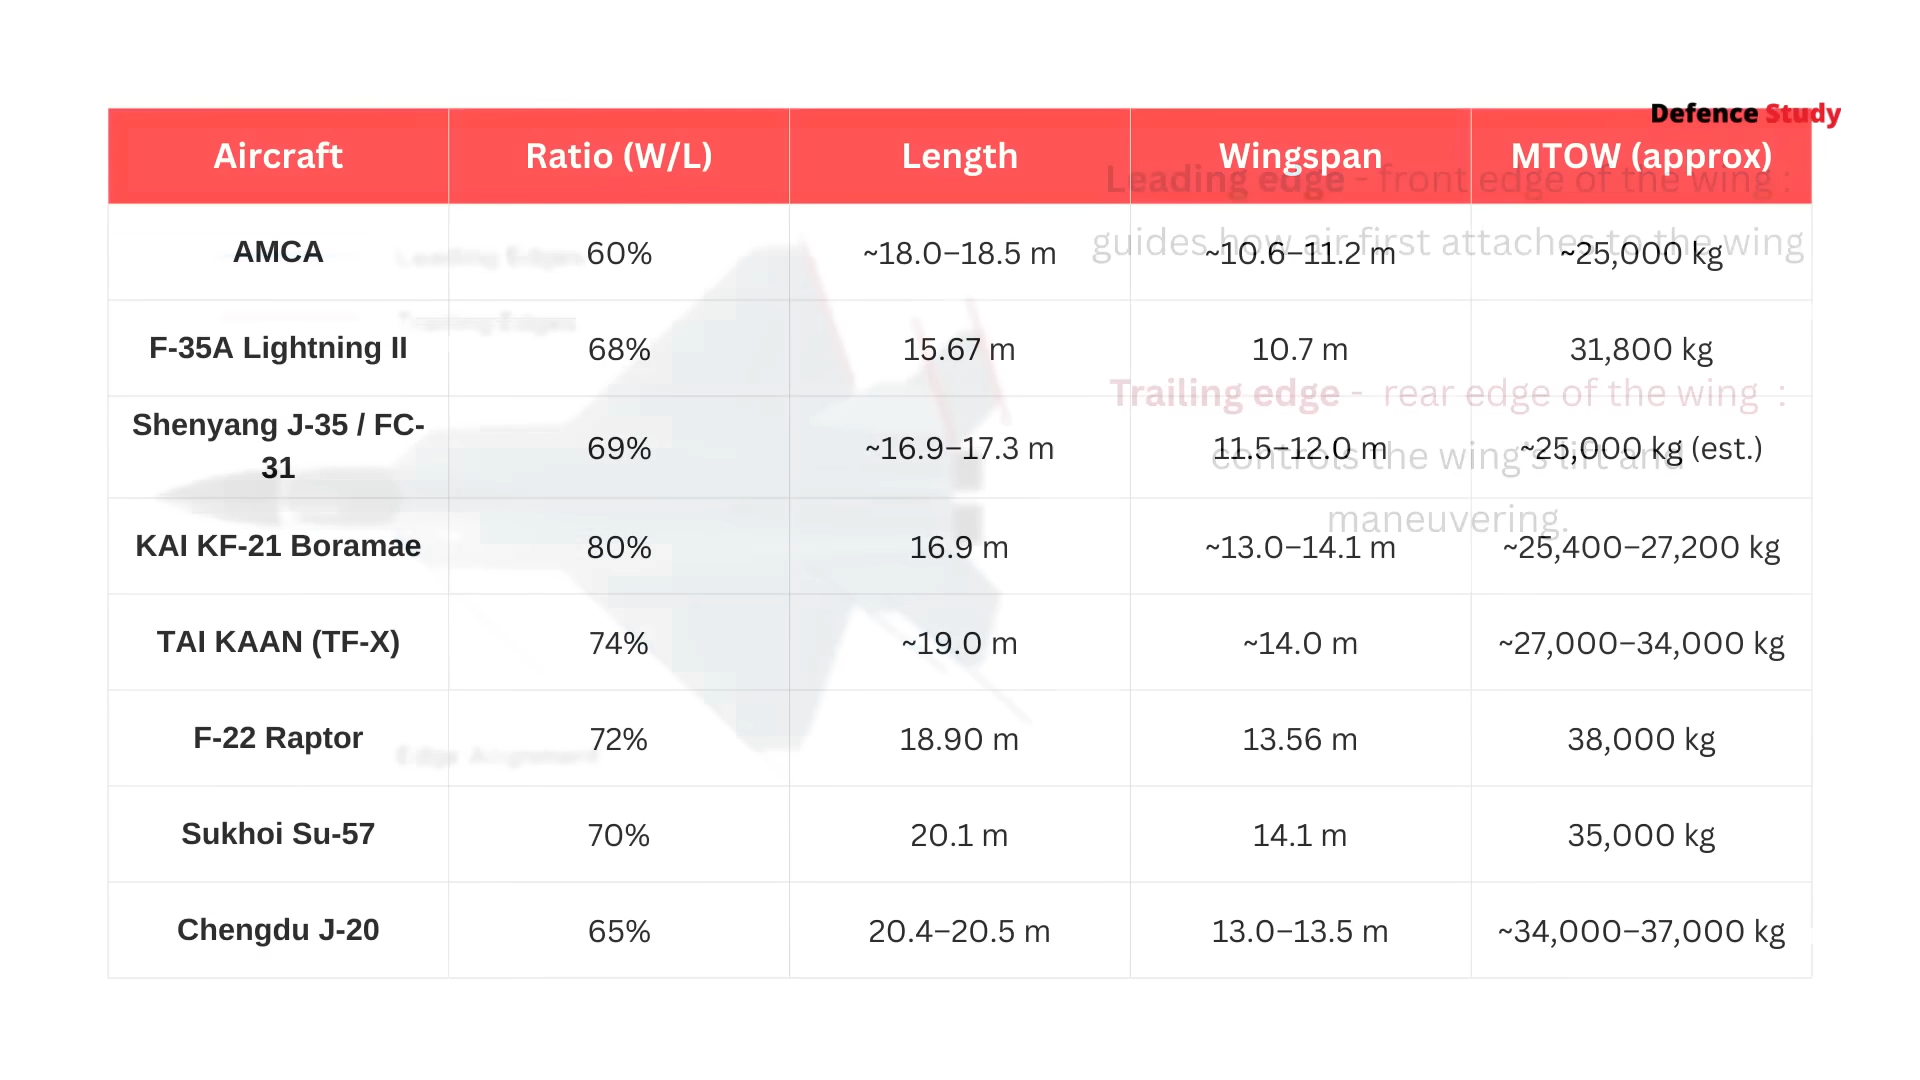 Defence Study
Aircraft Ratio (W/L) Length Wingspan MTOW (approx)
Leading edge - front edge of the wing :
guides how air first attaches to the wing
Leading Edges
AMCA 60% ~18.0–18.5 m ~10.6–11.2 m ~25,000 kg
Trailing Edges
F-35A Lightning II 68% 15.67 m 10.7 m 31,800 kg
Trailing edge - rear edge of the wing :
controls the wing's lift and
maneuvering.
Shenyang J-35 / FC-
31 69% ~16.9–17.3 m 11.5–12.0 m ~25,000 kg (est.)
KAI KF-21 Boramae 80% 16.9 m ~13.0–14.1 m ~25,400–27,200 kg
TAI KAAN (TF-X) 74% ~19.0 m ~14.0 m ~27,000–34,000 kg
F-22 Raptor 72% 18.90 m 13.56 m 38,000 kg
Edge Alignment
Sukhoi Su-57 70% 20.1 m 14.1 m 35,000 kg
Chengdu J-20 65% 20.4–20.5 m 13.0–13.5 m ~34,000–37,000 kg